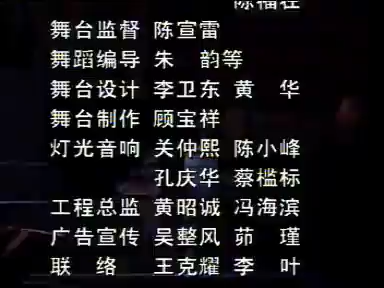 陈福在
舞台监督 陈宣雷
舞蹈编导 朱　韵等
舞台设计 李卫东 黄　华
舞台制作 顾宝祥
灯光音响 关仲熙 陈小峰
孔庆华 蔡槛标
工程总监 黄昭诚 冯海滨
广告宣传 吴整风 茆　瑾
联　络 王克耀 李　叶